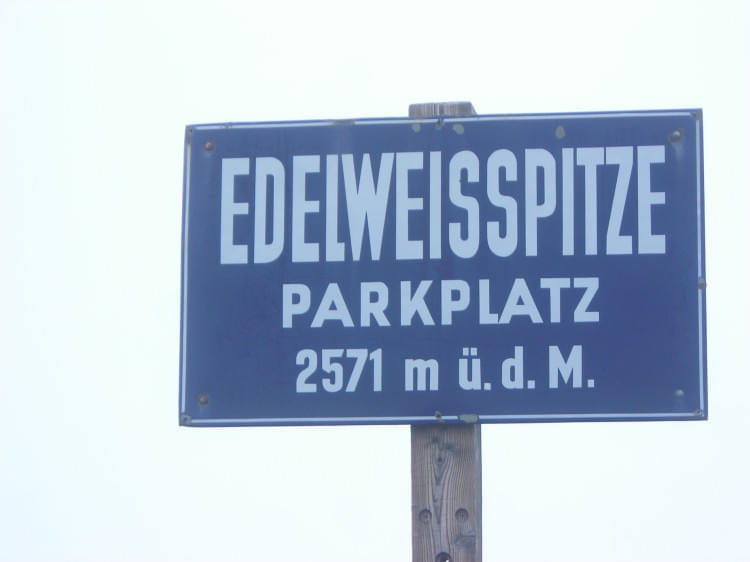 EDELWEISSPITZE
PARKPLATZ
2571 m ü.d.M.